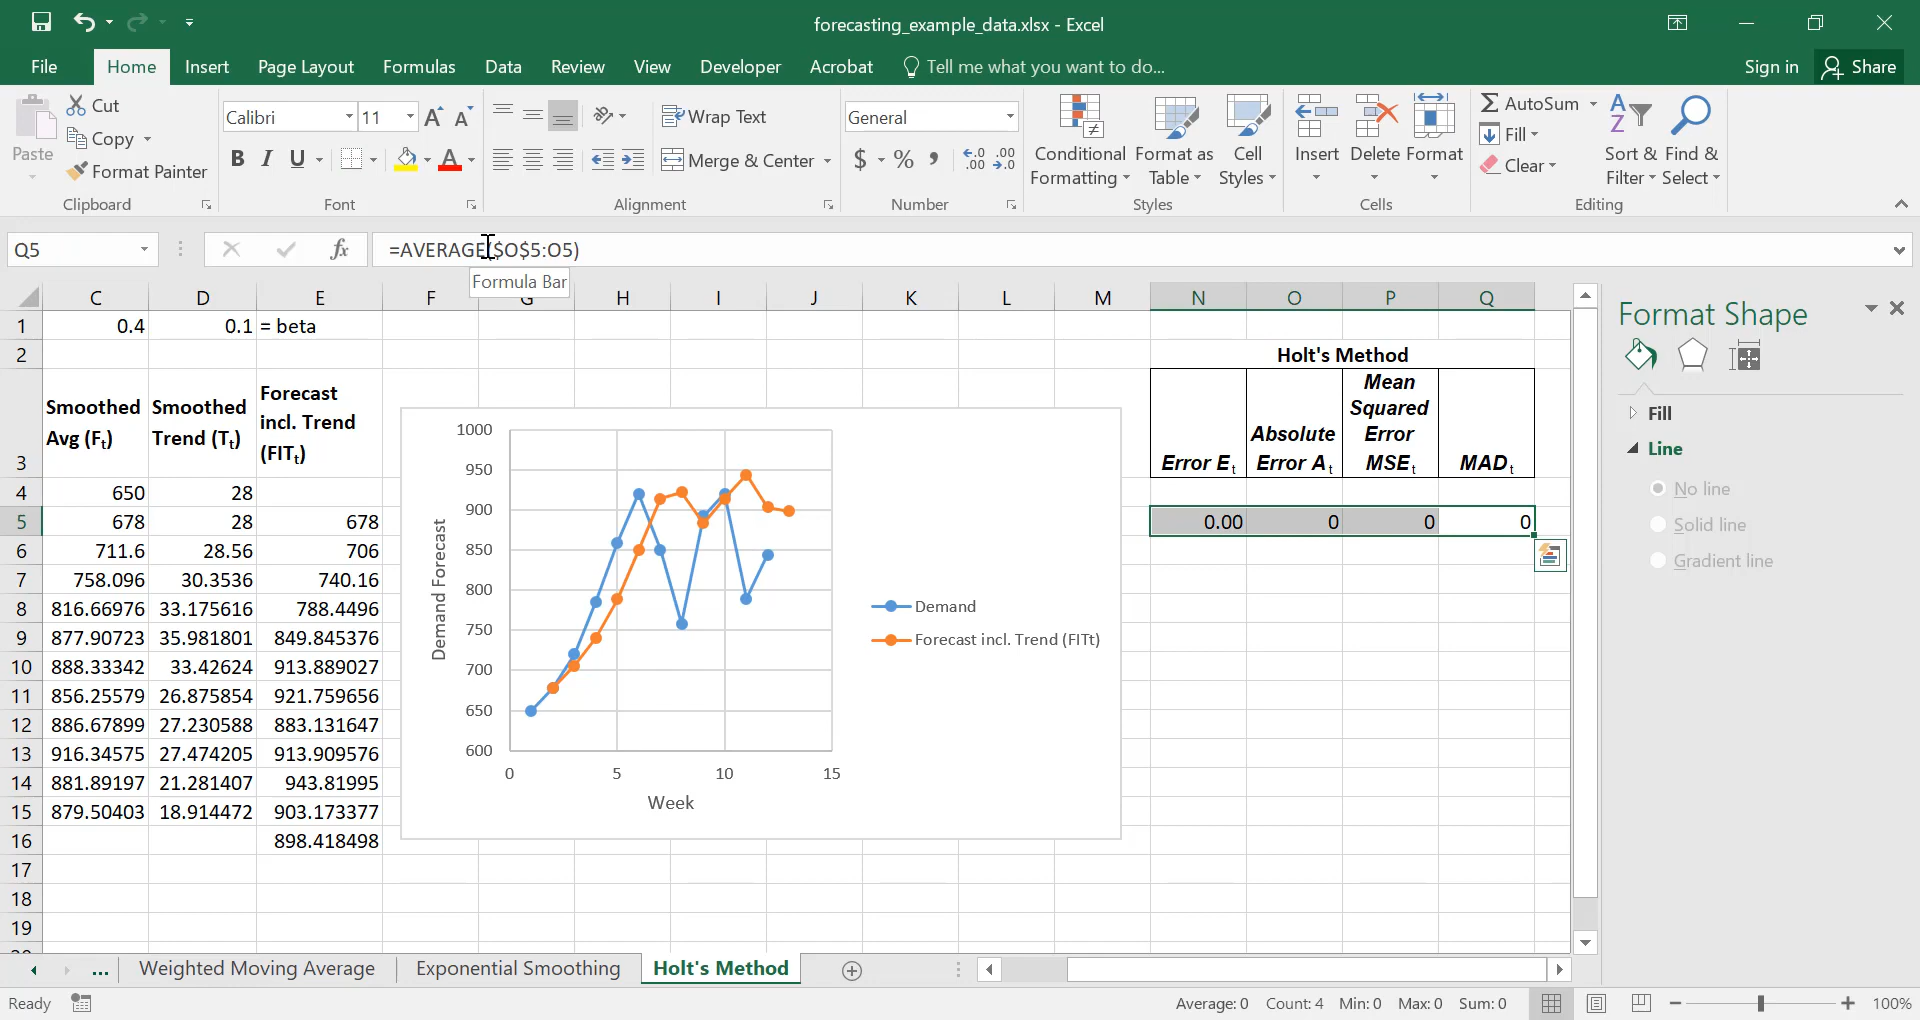 forecasting_example_data.xlsx - Excel
File Home Insert Page Layout Formulas Data Review View Developer Acrobat Tell me what you want to do... Sign in Share
Paste
Cut
Copy
Format Painter
Clipboard
Calibri 11 A A
B I U A
Font
Wrap Text
Merge & Center
Alignment
General
$ % , .00 .00
Number
Conditional Formatting
Format as Table
Cell Styles
Styles
Insert Delete Format
Cells
AutoSum
Fill
Clear
Sort & Filter
Find & Select
Editing
Q5 fx =AVERAGE($O$5:O5)
Formula Bar
C D E F G H I J K L M N O P Q
1 0.4 0.1 = beta
2 Holt's Method
3 Smoothed Avg (Ft) Smoothed Trend (Tt) Forecast incl. Trend (FITt) Error Et Absolute Error At Mean Squared Error MSEt MADt
4 650 28
5 678 28 678 0.00 0 0 0
6 711.6 28.56 706
7 758.096 30.3536 740.16
8 816.66976 33.175616 788.4496
9 877.90723 35.981801 849.845376
10 888.33342 33.42624 913.889027
11 856.25579 26.875854 921.759656
12 886.67899 27.230588 883.131647
13 916.34575 27.474205 913.909576
14 881.89197 21.281407 943.81995
15 879.50403 18.914472 903.173377
16 898.418498
17
18
19
1000
950
900
850
800
750
700
650
600
0 5 10 15
Demand Forecast
Week
Demand
Forecast incl. Trend (FITt)
Format Shape
Fill
Line
No line
Solid line
Gradient line
... Weighted Moving Average Exponential Smoothing Holt's Method
Ready Average: 0 Count: 4 Min: 0 Max: 0 Sum: 0 100%